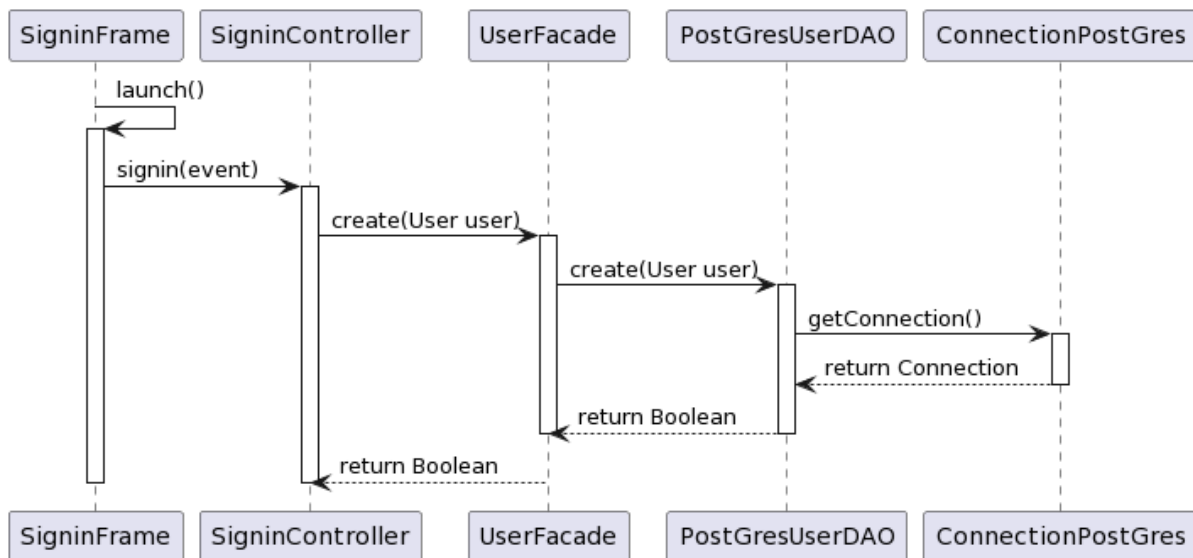 SigninFrame SigninController UserFacade PostGresUserDAO ConnectionPostGres
launch()
signin(event)
create(User user)
create(User user)
getConnection()
return Connection
return Boolean
return Boolean
SigninFrame SigninController UserFacade PostGresUserDAO ConnectionPostGres